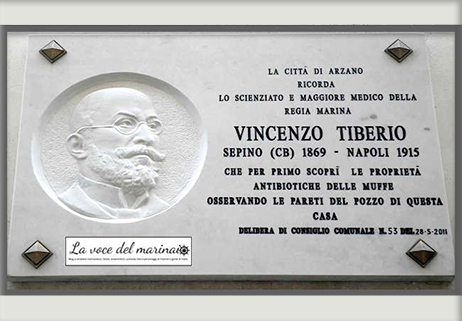 LA CITTÀ DI ARZANO
RICORDA
LO SCIENZIATO E MAGGIORE MEDICO DELLA
REGIA MARINA
VINCENZO TIBERIO
SEPINO (CB) 1869 - NAPOLI 1915
CHE PER PRIMO SCRORÌ LE PROPRIETÀ
ANTIBIOTICHE DELLE MUFFE
OSSERVANDO LE PARETI DEL POZZO DI QUESTA
CASA
DELIBERA DI CONSIGLIO COMUNALE N.53 DEL 28-5-2011
La voce del marinaio